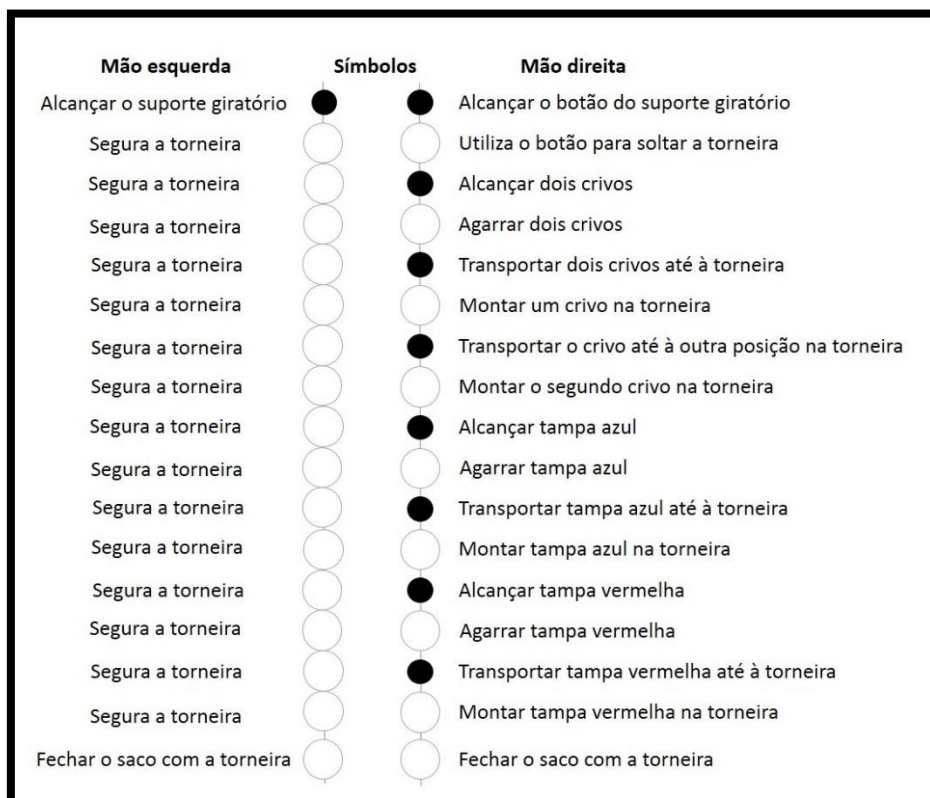 Mão esquerda Símbolos Mão direita
Alcançar o suporte giratório Alcançar o botão do suporte giratório
Segura a torneira Utiliza o botão para soltar a torneira
Segura a torneira Alcançar dois crivos
Segura a torneira Agarrar dois crivos
Segura a torneira Transportar dois crivos até à torneira
Segura a torneira Montar um crivo na torneira
Segura a torneira Transportar o crivo até à outra posição na torneira
Segura a torneira Montar o segundo crivo na torneira
Segura a torneira Alcançar tampa azul
Segura a torneira Agarrar tampa azul
Segura a torneira Transportar tampa azul até à torneira
Segura a torneira Montar tampa azul na torneira
Segura a torneira Alcançar tampa vermelha
Segura a torneira Agarrar tampa vermelha
Segura a torneira Transportar tampa vermelha até à torneira
Segura a torneira Montar tampa vermelha na torneira
Fechar o saco com a torneira Fechar o saco com a torneira